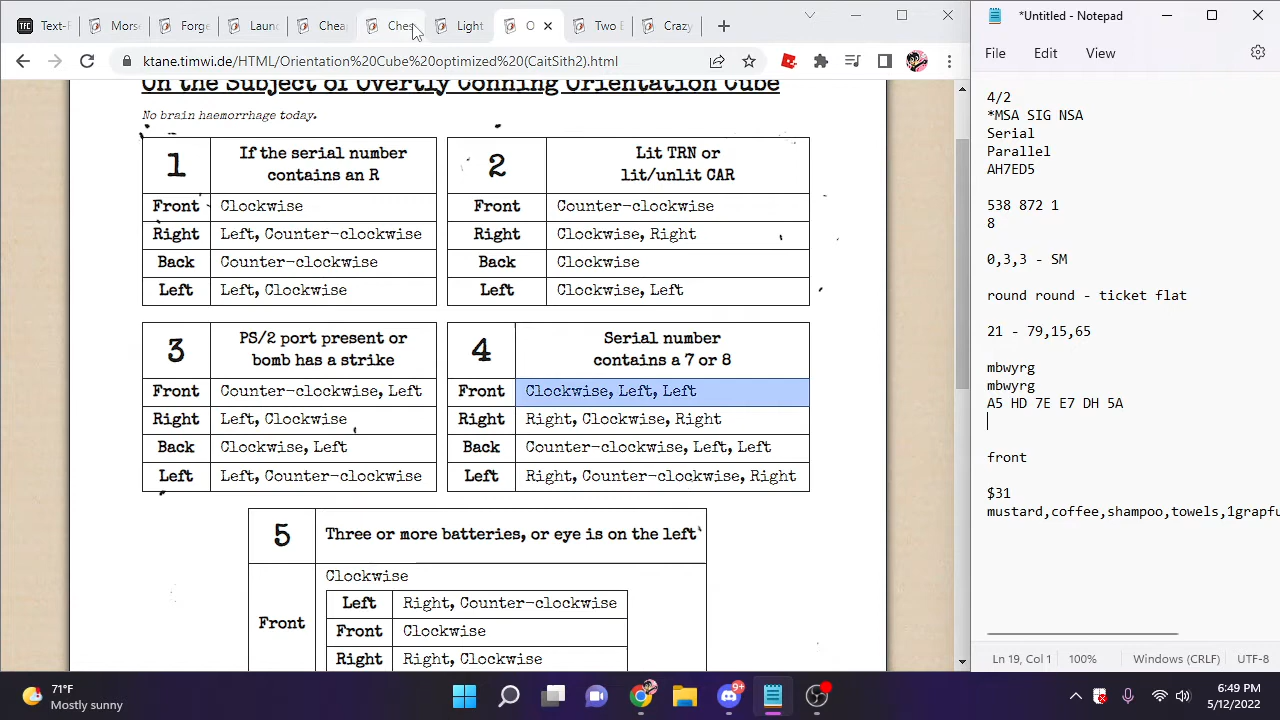 Text-F
Morse
Forge
Laun
Chea
Ches
Light
O
Two E
Crazy
ktane.timwi.de/HTML/Orientation%20Cube%20optimized%20(CaitSith2).html
On the Subject of Overtly Conning Orientation Cube
No brain haemorrhage today.
1
If the serial number
contains an R
Front Clockwise
Right Left, Counter-clockwise
Back Counter-clockwise
Left Left, Clockwise
2
Lit TRN or
lit/unlit CAR
Front Counter-clockwise
Right Clockwise, Right
Back Clockwise
Left Clockwise, Left
3
PS/2 port present or
bomb has a strike
Front Counter-clockwise, Left
Right Left, Clockwise
Back Clockwise, Left
Left Left, Counter-clockwise
4
Serial number
contains a 7 or 8
Front Clockwise, Left, Left
Right Right, Clockwise, Right
Back Counter-clockwise, Left, Left
Left Right, Counter-clockwise, Right
5
Three or more batteries, or eye is on the left
Front
Clockwise
Left Right, Counter-clockwise
Front Clockwise
Right Right, Clockwise
*Untitled - Notepad
File Edit View
4/2
*MSA SIG NSA
Serial
Parallel
AH7ED5
538 872 1
8
0,3,3 - SM
round round - ticket flat
21 - 79,15,65
mbwyrg
mbwyrg
A5 HD 7E E7 DH 5A
front
$31
mustard,coffee,shampoo,towels,1grapfu
Ln 19, Col 1 100% Windows (CRLF) UTF-8
71°F
Mostly sunny
9+
6:49 PM
5/12/2022